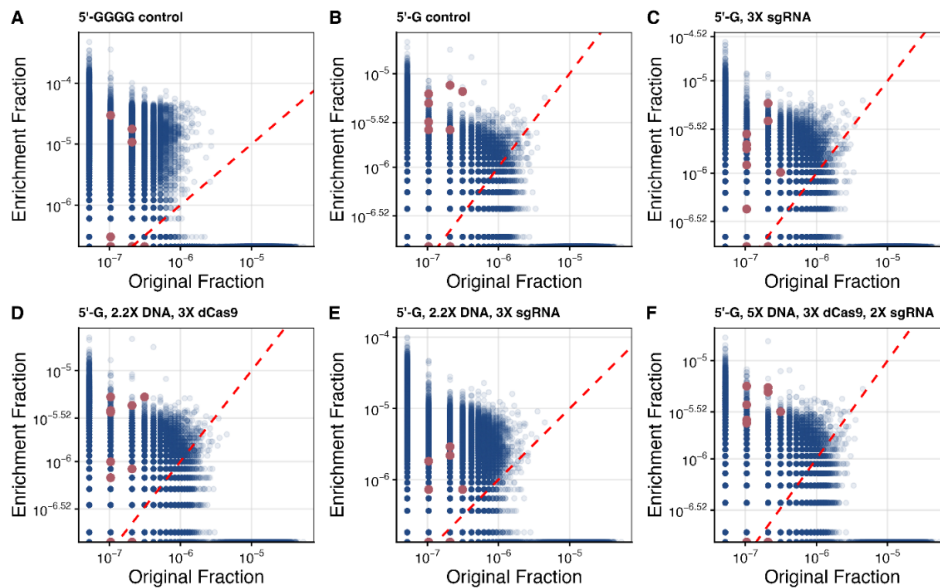 A 5'-GGGG control
Enrichment Fraction
10⁻⁴
10⁻⁵
10⁻⁶
10⁻⁷ 10⁻⁶ 10⁻⁵
Original Fraction
B 5'-G control
Enrichment Fraction
10⁻⁵
10⁻⁵·⁵²
10⁻⁶
10⁻⁶·⁵²
10⁻⁷ 10⁻⁶ 10⁻⁵
Original Fraction
C 5'-G, 3X sgRNA
Enrichment Fraction
10⁻⁴·⁵²
10⁻⁵
10⁻⁵·⁵²
10⁻⁶
10⁻⁶·⁵²
10⁻⁷ 10⁻⁶ 10⁻⁵
Original Fraction
D 5'-G, 2.2X DNA, 3X dCas9
Enrichment Fraction
10⁻⁵
10⁻⁵·⁵²
10⁻⁶
10⁻⁶·⁵²
10⁻⁷ 10⁻⁶ 10⁻⁵
Original Fraction
E 5'-G, 2.2X DNA, 3X sgRNA
Enrichment Fraction
10⁻⁴
10⁻⁵
10⁻⁶
10⁻⁷ 10⁻⁶ 10⁻⁵
Original Fraction
F 5'-G, 5X DNA, 3X dCas9, 2X sgRNA
Enrichment Fraction
10⁻⁵
10⁻⁵·⁵²
10⁻⁶
10⁻⁶·⁵²
10⁻⁷ 10⁻⁶ 10⁻⁵
Original Fraction